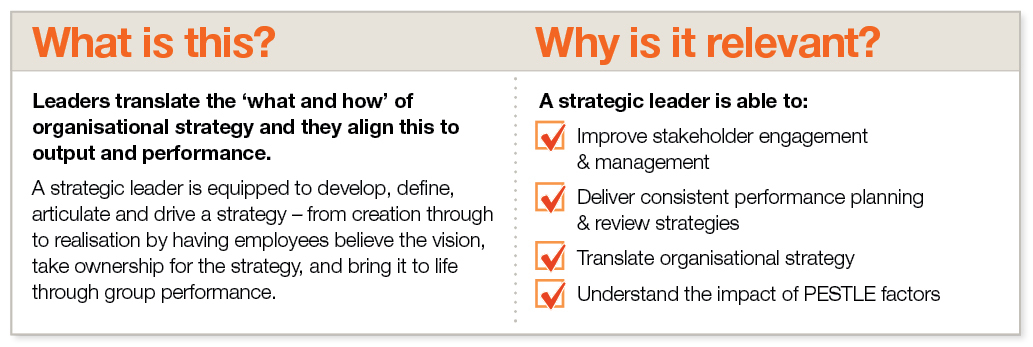 What is this?
Leaders translate the ‘what and how’ of
organisational strategy and they align this to
output and performance.
A strategic leader is equipped to develop, define,
articulate and drive a strategy – from creation through
to realisation by having employees believe the vision,
take ownership for the strategy, and bring it to life
through group performance.
Why is it relevant?
A strategic leader is able to:
Improve stakeholder engagement
& management
Deliver consistent performance planning
& review strategies
Translate organisational strategy
Understand the impact of PESTLE factors